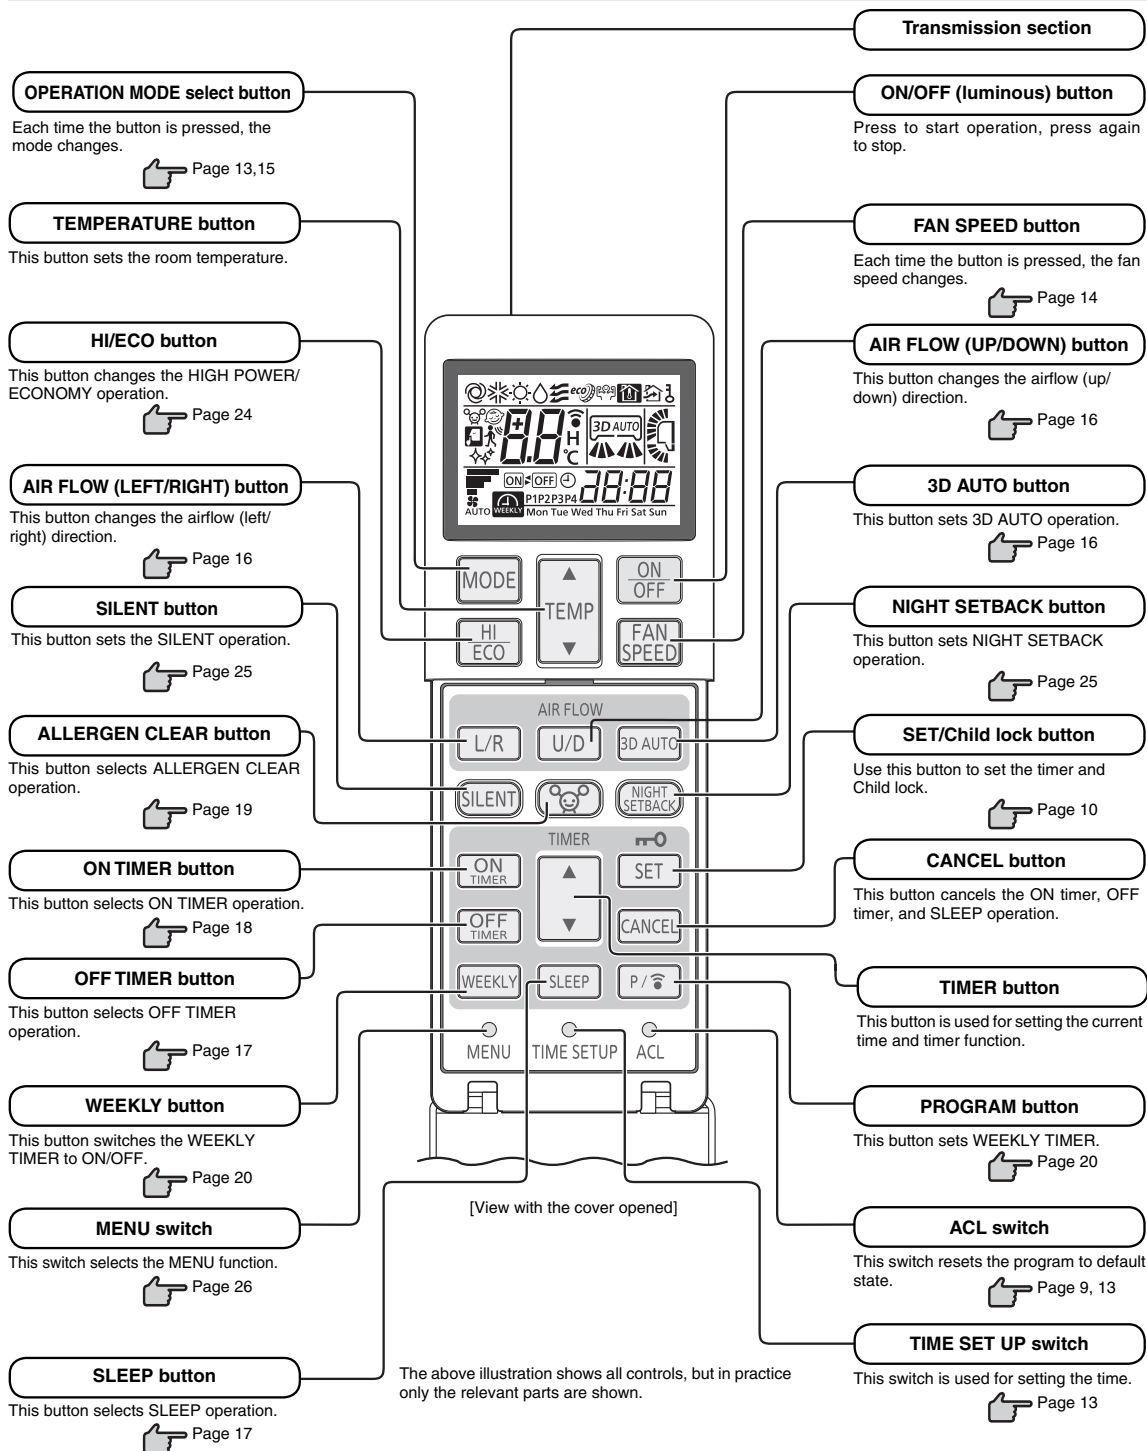 Transmission section
OPERATION MODE select button
Each time the button is pressed, the
mode changes.
Page 13,15
TEMPERATURE button
This button sets the room temperature.
HI/ECO button
This button changes the HIGH POWER/
ECONOMY operation.
Page 24
AIR FLOW (LEFT/RIGHT) button
This button changes the airflow (left/
right) direction.
Page 16
SILENT button
This button sets the SILENT operation.
Page 25
ALLERGEN CLEAR button
This button selects ALLERGEN CLEAR
operation.
Page 19
ON TIMER button
This button selects ON TIMER operation.
Page 18
OFF TIMER button
This button selects OFF TIMER
operation.
Page 17
WEEKLY button
This button switches the WEEKLY
TIMER to ON/OFF.
Page 20
MENU switch
This switch selects the MENU function.
Page 26
SLEEP button
This button selects SLEEP operation.
Page 17
eco
3D AUTO
8.8
H
°C
ON OFF
28:88
P1P2P3P4
AUTO WEEKLY Mon Tue Wed Thu Fri Sat Sun
MODE
TEMP
ON
OFF
HI
ECO
FAN
SPEED
AIR FLOW
L/R
U/D
3D AUTO
SILENT
NIGHT
SETBACK
TIMER
ON
TIMER
SET
OFF
TIMER
CANCEL
WEEKLY
SLEEP
P/
MENU
TIME SETUP
ACL
[View with the cover opened]
The above illustration shows all controls, but in practice
only the relevant parts are shown.
ON/OFF (luminous) button
Press to start operation, press again
to stop.
FAN SPEED button
Each time the button is pressed, the fan
speed changes.
Page 14
AIR FLOW (UP/DOWN) button
This button changes the airflow (up/
down) direction.
Page 16
3D AUTO button
This button sets 3D AUTO operation.
Page 16
NIGHT SETBACK button
This button sets NIGHT SETBACK
operation.
Page 25
SET/Child lock button
Use this button to set the timer and
Child lock.
Page 10
CANCEL button
This button cancels the ON timer, OFF
timer, and SLEEP operation.
TIMER button
This button is used for setting the current
time and timer function.
PROGRAM button
This button sets WEEKLY TIMER.
Page 20
ACL switch
This switch resets the program to default
state.
Page 9, 13
TIME SET UP switch
This switch is used for setting the time.
Page 13